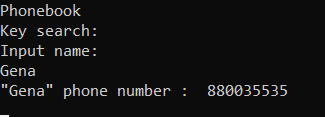 Phonebook
Key search:
Input name:
Gena
"Gena" phone number :  880035535